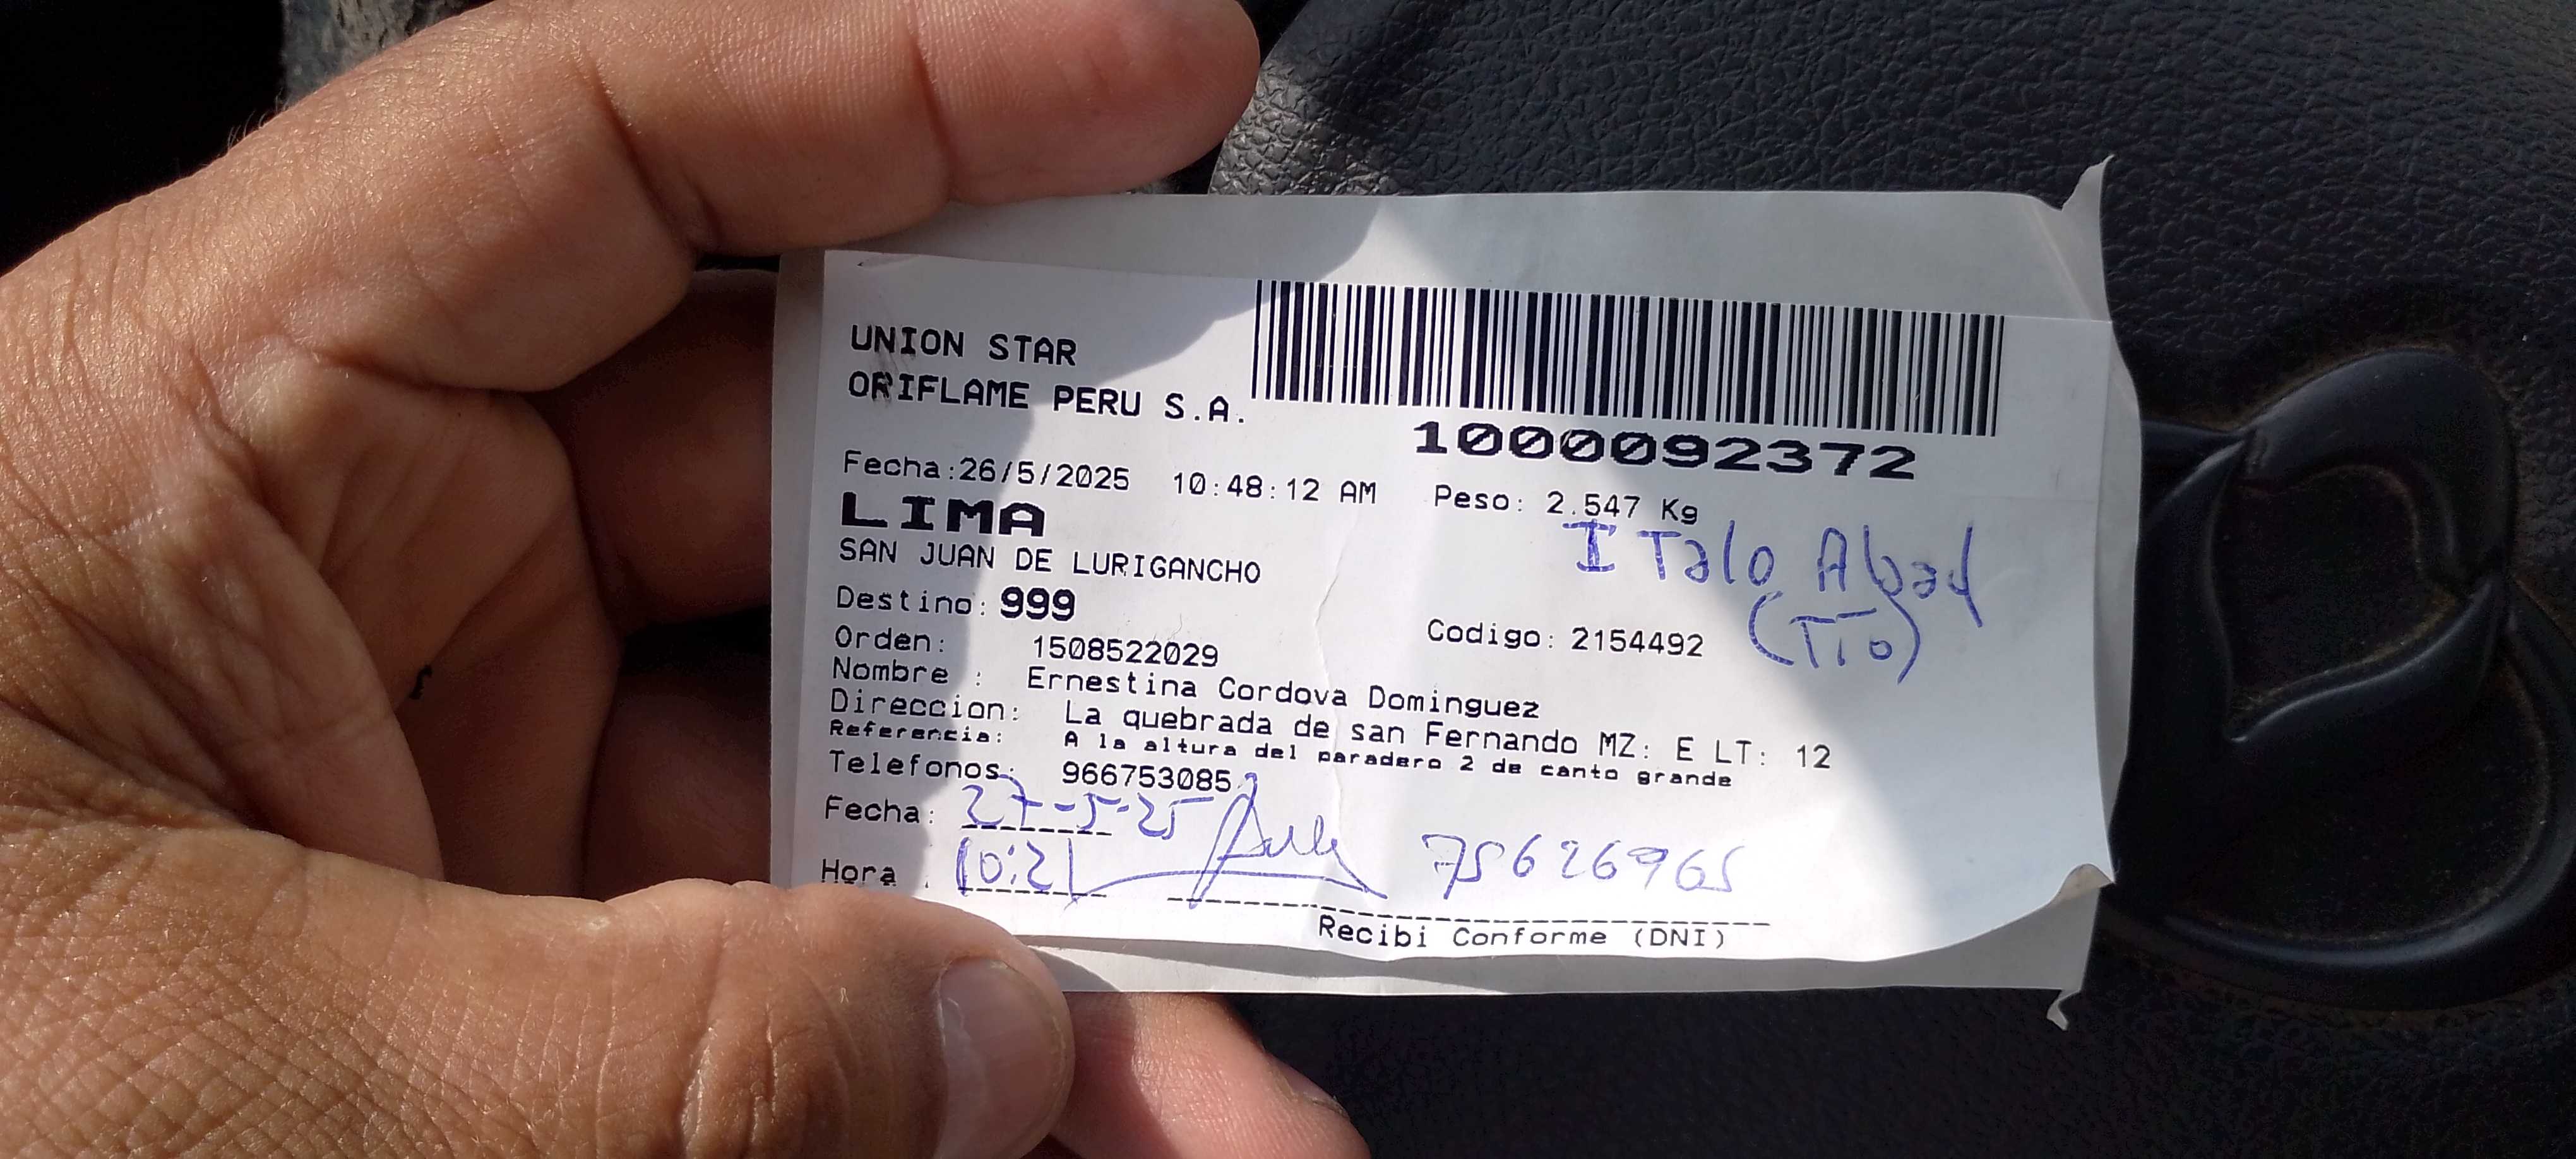 UNION STAR
ORIFLAME PERU S.A.
1000092372
Fecha:26/5/2025 10:48:12 AM Peso: 2.547 Kg
LIMA
SAN JUAN DE LURIGANCHO
ITalo Abad
(Tio)
Destino: 999
Codigo: 2154492
Orden: 1508522029
Nombre : Ernestina Cordova Dominguez
Direccion: La quebrada de san Fernando MZ: E LT: 12
Referencia: A la altura del paradero 2 de canto grande
Telefonos: 966753085
Fecha: 27-5-25
Hora : 10:21 75626965
Recibi Conforme (DNI)